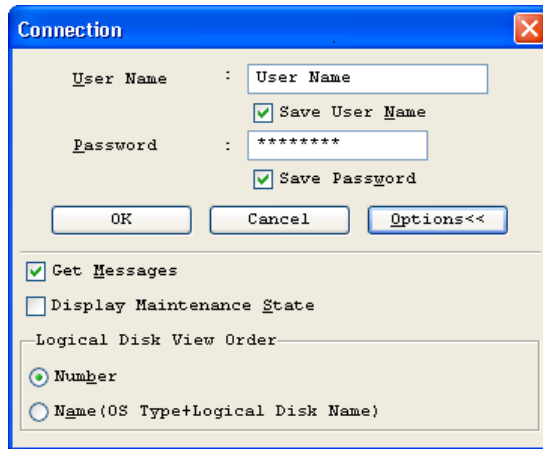 Connection
User Name : User Name
Save User Name
Password : ********
Save Password
OK Cancel Options<<
Get Messages
Display Maintenance State
Logical Disk View Order
Number
Name(OS Type+Logical Disk Name)